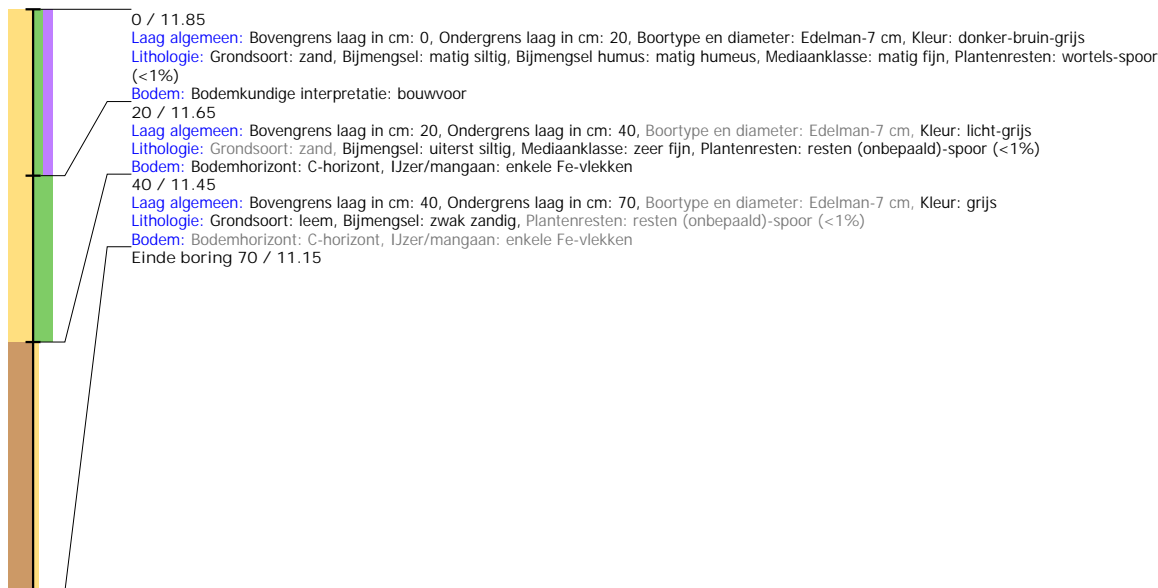 0 / 11.85
Laag algemeen: Bovengrens laag in cm: 0, Ondergrens laag in cm: 20, Boortype en diameter: Edelman-7 cm, Kleur: donker-bruin-grijs
Lithologie: Grondsoort: zand, Bijmengsel: matig siltig, Bijmengsel humus: matig humeus, Mediaanklasse: matig fijn, Plantenresten: wortels-spoor
(<1%)
Bodem: Bodemkundige interpretatie: bouwvoor
20 / 11.65
Laag algemeen: Bovengrens laag in cm: 20, Ondergrens laag in cm: 40, Boortype en diameter: Edelman-7 cm, Kleur: licht-grijs
Lithologie: Grondsoort: zand, Bijmengsel: uiterst siltig, Mediaanklasse: zeer fijn, Plantenresten: resten (onbepaald)-spoor (<1%)
Bodem: Bodemhorizont: C-horizont, IJzer/mangaan: enkele Fe-vlekken
40 / 11.45
Laag algemeen: Bovengrens laag in cm: 40, Ondergrens laag in cm: 70, Boortype en diameter: Edelman-7 cm, Kleur: grijs
Lithologie: Grondsoort: leem, Bijmengsel: zwak zandig, Plantenresten: resten (onbepaald)-spoor (<1%)
Bodem: Bodemhorizont: C-horizont, IJzer/mangaan: enkele Fe-vlekken
Einde boring 70 / 11.15